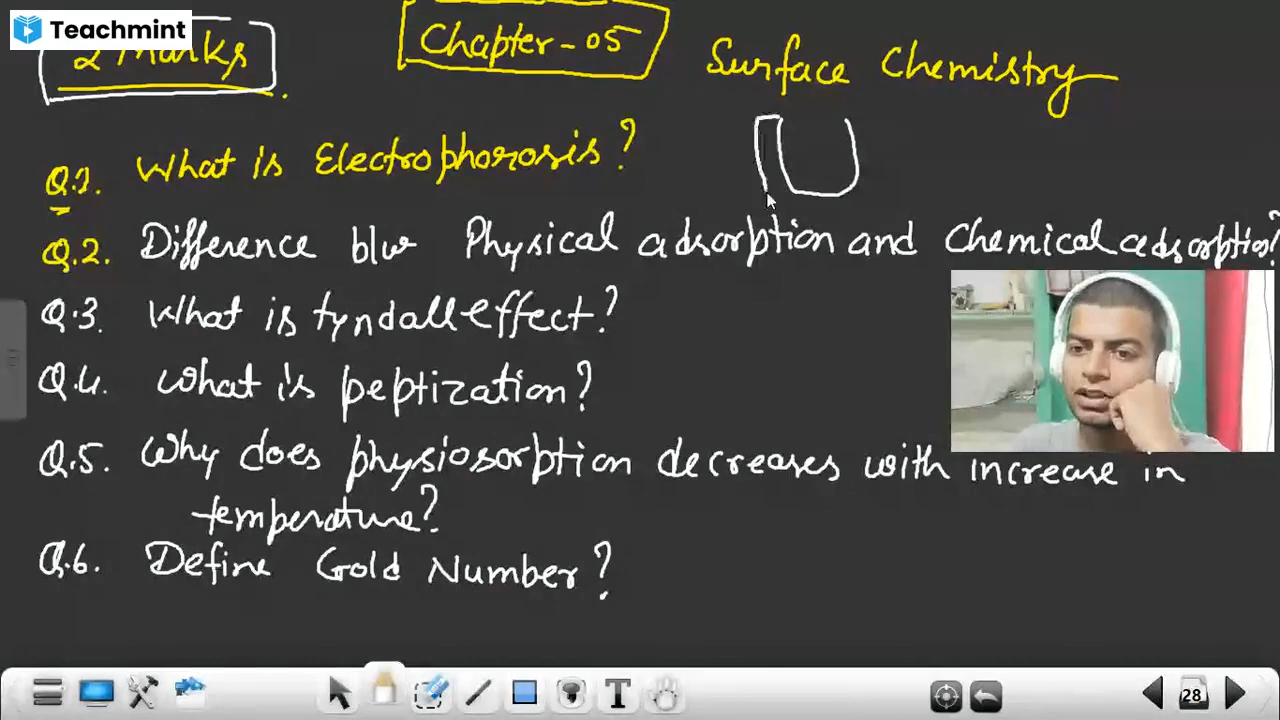 Teachmint
2 Marks
Chapter-05
Surface Chemistry
Q.1. What is Electrophorosis?
Q.2. Difference b/w Physical adsorption and Chemical adsorption?
Q.3. What is tyndall effect?
Q.4. What is peptization?
Q.5. Why does physiosorption decreases with increase in
temperature?
Q.6. Define Gold Number?
28